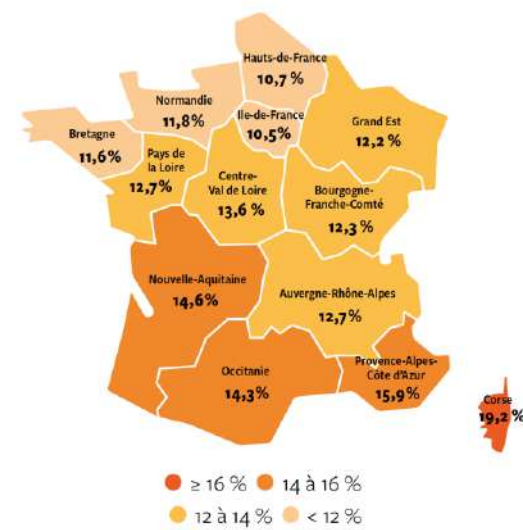 Hauts-de-France
10,7 %
Normandie
11,8%
Ile-de-France
10,5%
Grand Est
12,2 %
Bretagne
11,6%
Pays de
la Loire
12,7%
Centre-
Val de Loire
13,6 %
Bourgogne-
Franche-Comté
12,3 %
Nouvelle-Aquitaine
14,6%
Auvergne-Rhône-Alpes
12,7%
Occitanie
14,3%
Provence-Alpes-
Côte d'Azur
15,9%
Corse
19,2 %
≥ 16 %
14 à 16 %
12 à 14 %
< 12 %